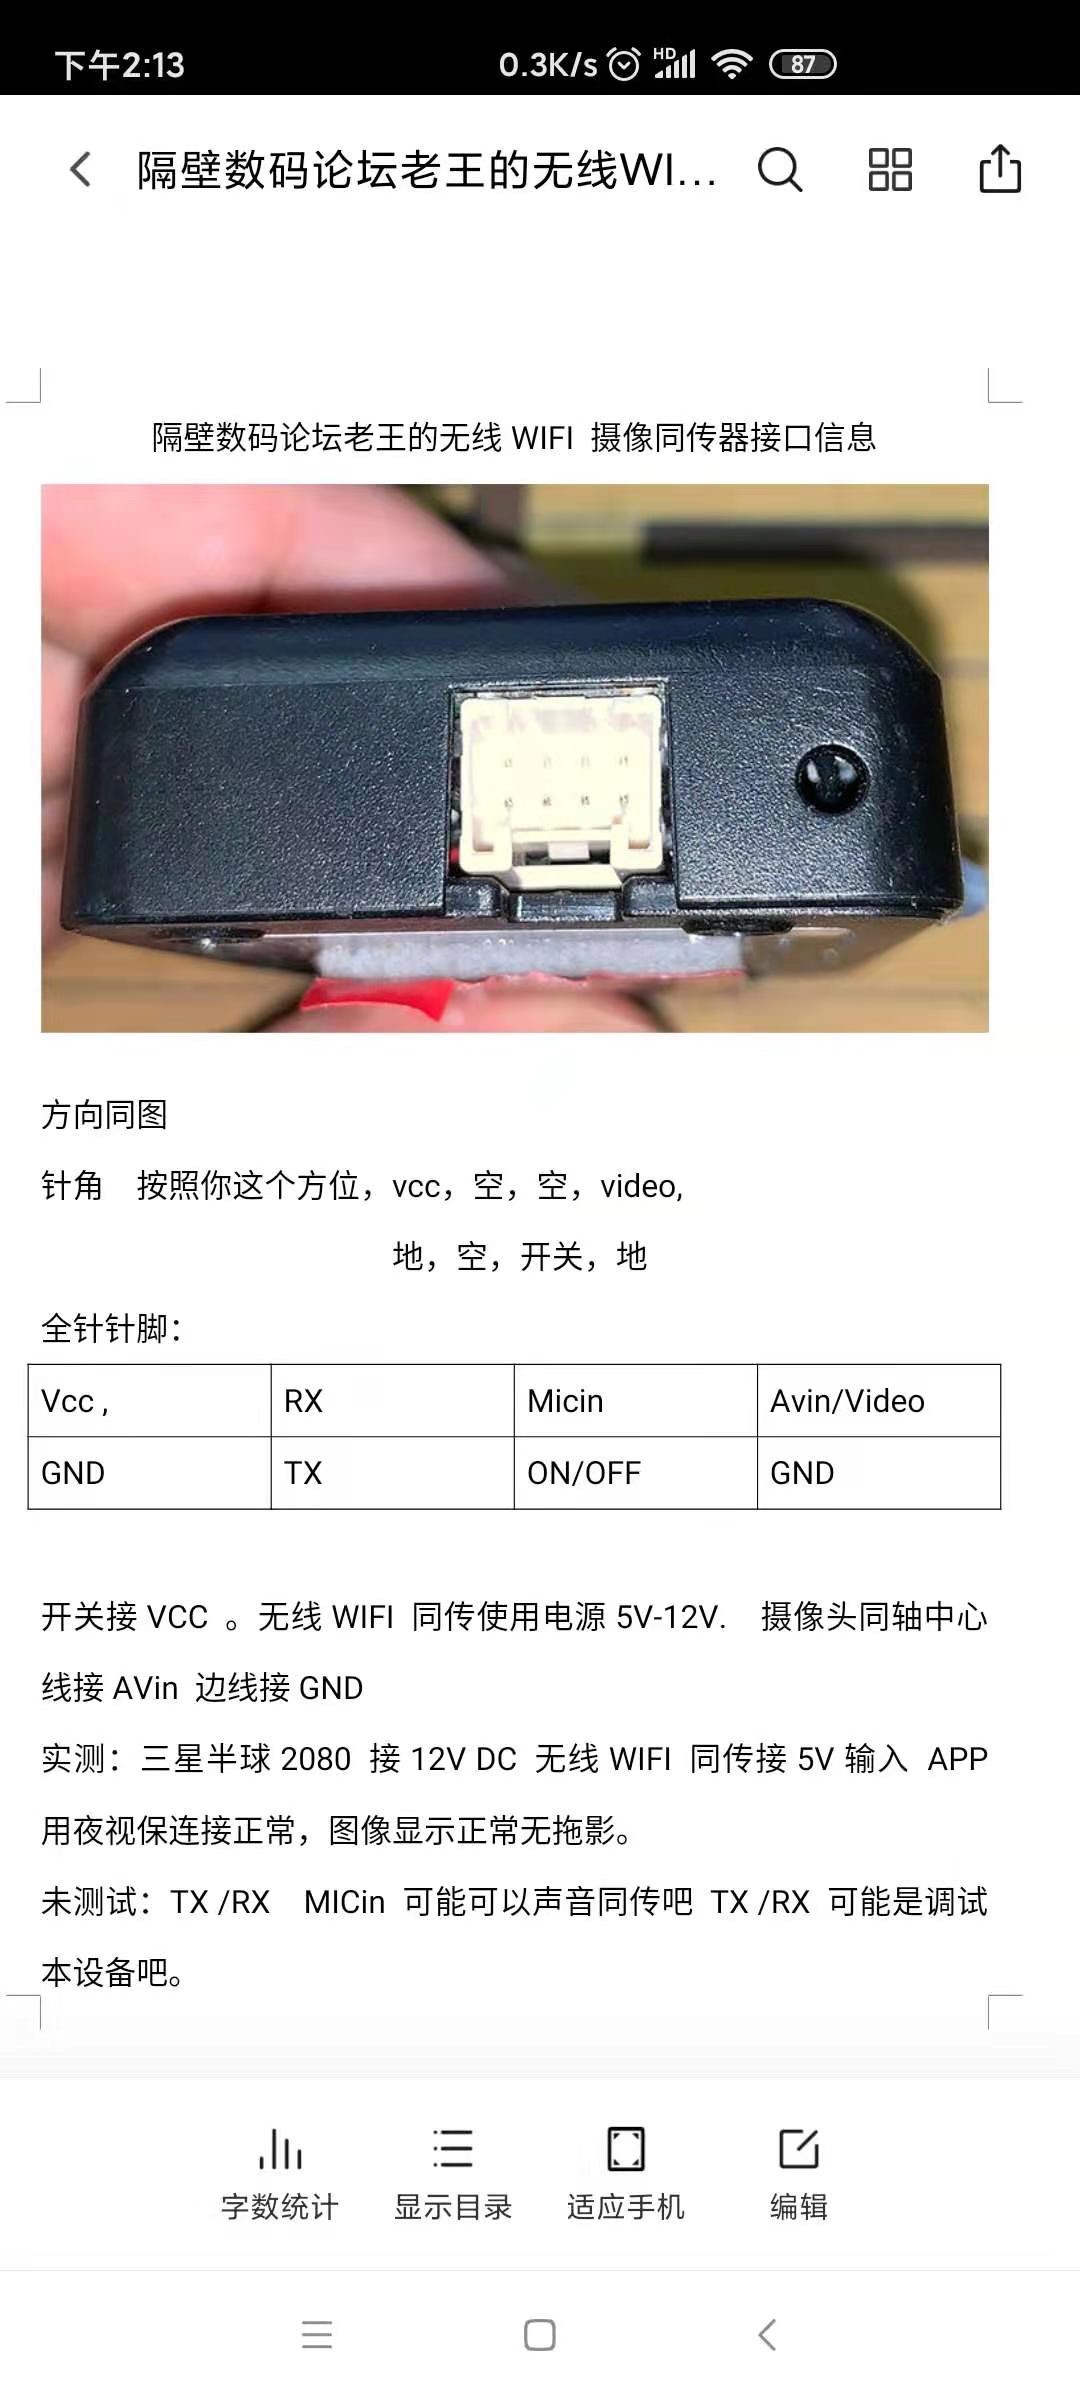 下午2:13 0.3K/s HD 87
隔壁数码论坛老王的无线WI...
隔壁数码论坛老王的无线 WIFI 摄像同传器接口信息
方向同图
针角 按照你这个方位，vcc，空，空，video,
地，空，开关，地
全针针脚：
Vcc , RX Micin Avin/Video
GND TX ON/OFF GND
开关接 VCC 。无线 WIFI 同传使用电源 5V-12V. 摄像头同轴中心
线接 AVin 边线接 GND
实测：三星半球 2080 接 12V DC 无线 WIFI 同传接 5V 输入 APP
用夜视保连接正常，图像显示正常无拖影。
未测试：TX /RX MICin 可能可以声音同传吧 TX /RX 可能是调试
本设备吧。
字数统计 显示目录 适应手机 编辑